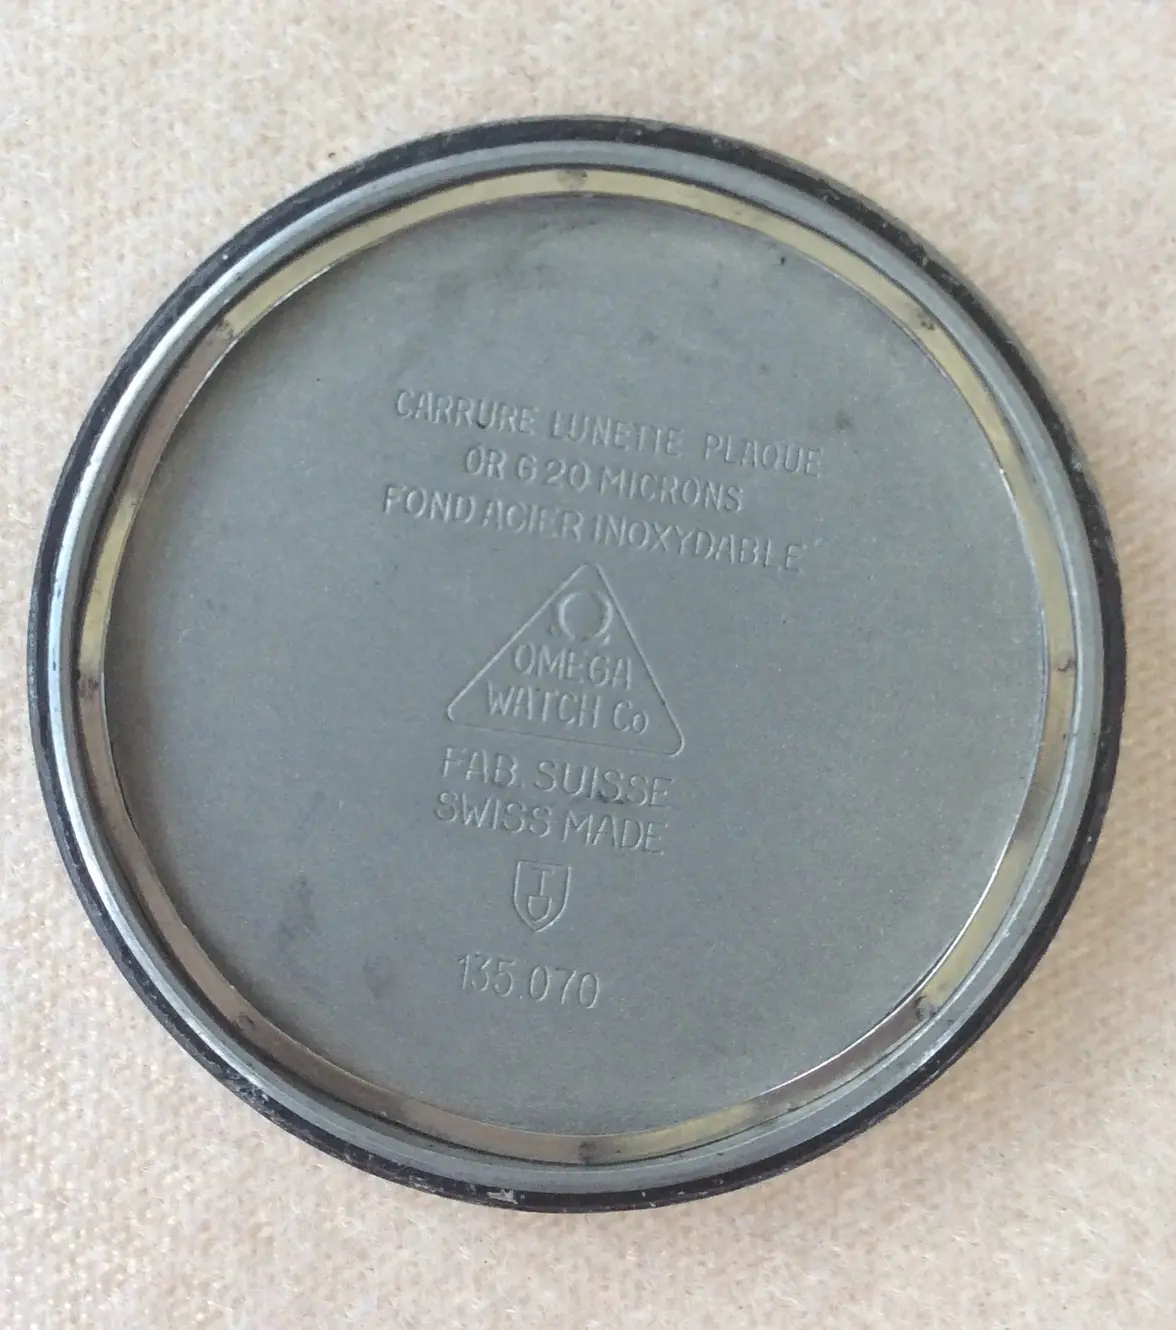 CARRURE LUNETTE PLAQUE
OR G 20 MICRONS
FOND ACIER INOXYDABLE
Ω
OMEGA
WATCH Co
FAB. SUISSE
SWISS MADE
135.070